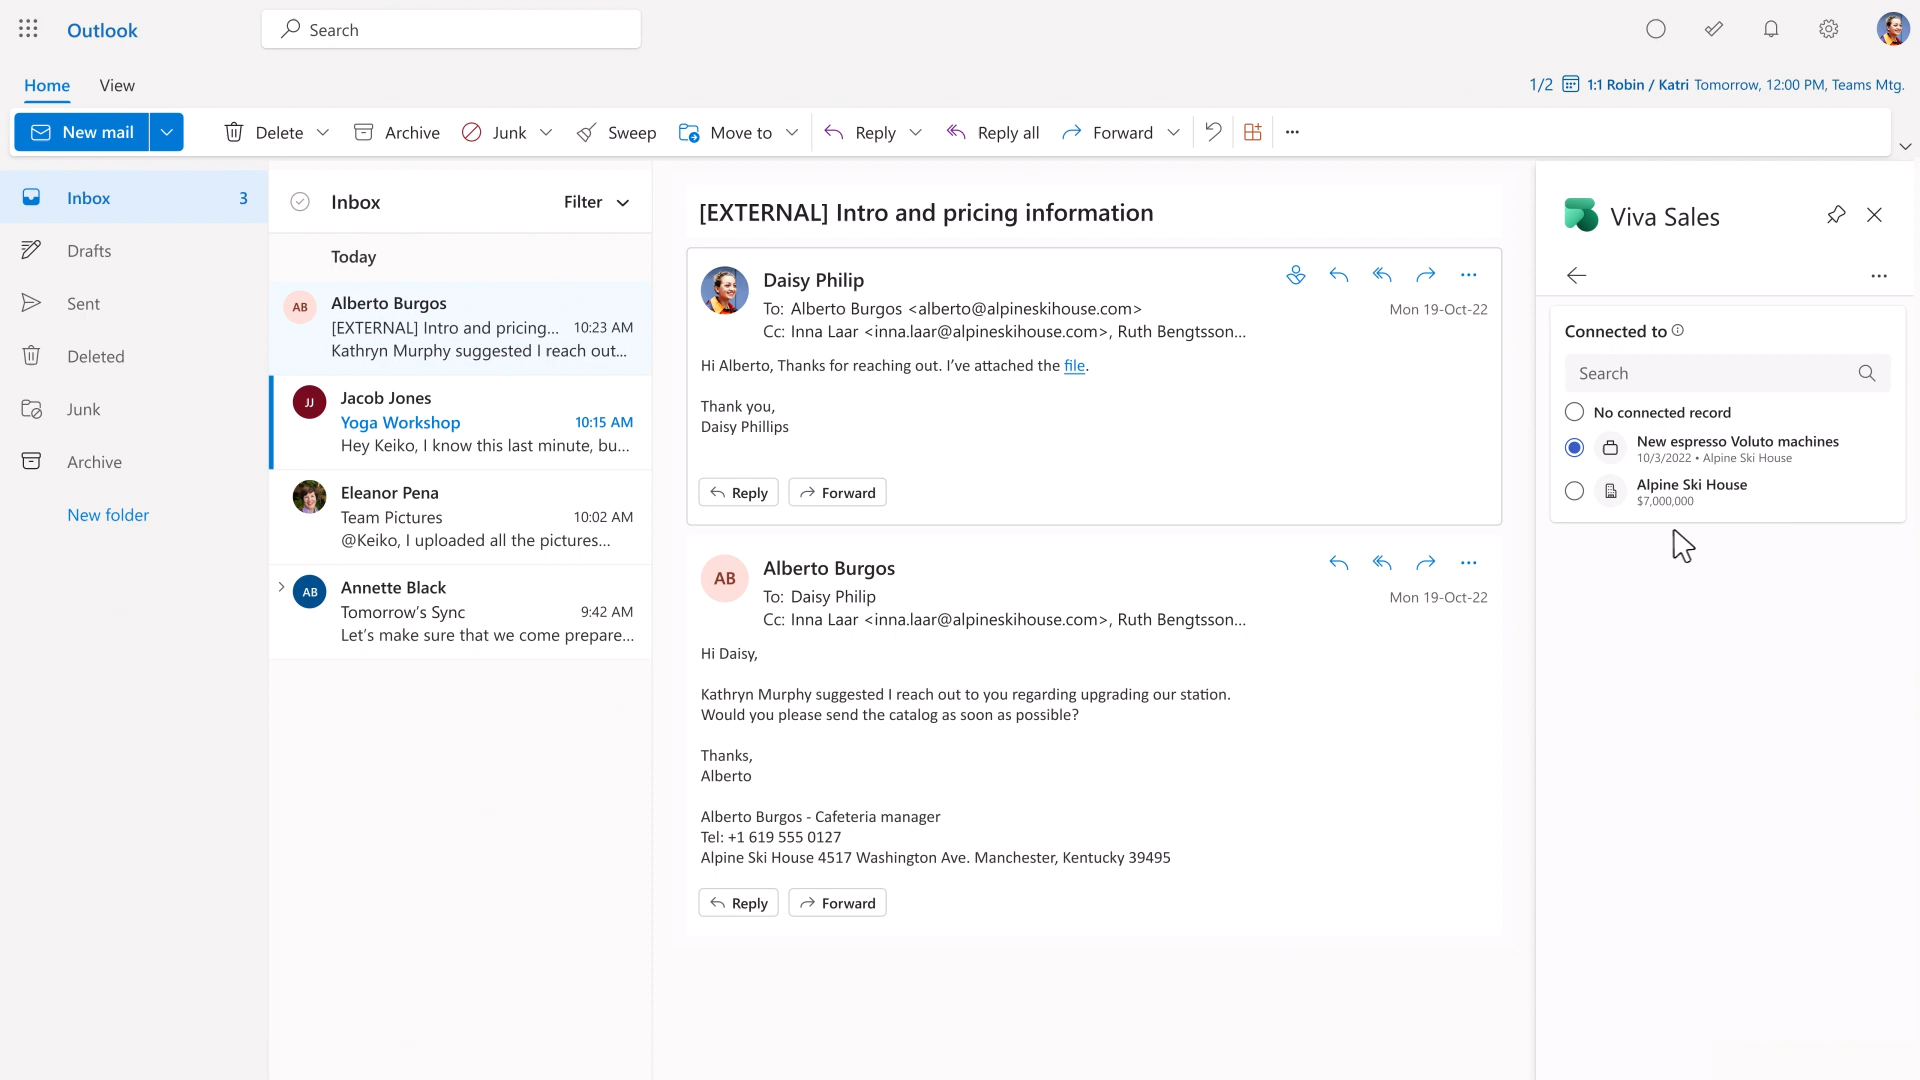 Outlook
Search
Home
View
1/2 1:1 Robin / Katri Tomorrow, 12:00 PM, Teams Mtg.
New mail
Delete
Archive
Junk
Sweep
Move to
Reply
Reply all
Forward
Inbox 3
Drafts
Sent
Deleted
Junk
Archive
New folder
Inbox
Filter
Today
AB
Alberto Burgos
[EXTERNAL] Intro and pricing... 10:23 AM
Kathryn Murphy suggested I reach out...
JJ
Jacob Jones
Yoga Workshop 10:15 AM
Hey Keiko, I know this last minute, bu...
Eleanor Pena
Team Pictures 10:02 AM
@Keiko, I uploaded all the pictures...
AB
Annette Black
Tomorrow's Sync 9:42 AM
Let's make sure that we come prepare...
[EXTERNAL] Intro and pricing information
Daisy Philip
To: Alberto Burgos <alberto@alpineskihouse.com> Mon 19-Oct-22
Cc: Inna Laar <inna.laar@alpineskihouse.com>, Ruth Bengtsson...
Hi Alberto, Thanks for reaching out. I've attached the file.
Thank you,
Daisy Phillips
Reply
Forward
AB
Alberto Burgos
To: Daisy Philip Mon 19-Oct-22
Cc: Inna Laar <inna.laar@alpineskihouse.com>, Ruth Bengtsson...
Hi Daisy,
Kathryn Murphy suggested I reach out to you regarding upgrading our station.
Would you please send the catalog as soon as possible?
Thanks,
Alberto
Alberto Burgos - Cafeteria manager
Tel: +1 619 555 0127
Alpine Ski House 4517 Washington Ave. Manchester, Kentucky 39495
Reply
Forward
Viva Sales
Connected to
Search
No connected record
New espresso Voluto machines
10/3/2022 • Alpine Ski House
Alpine Ski House
$7,000,000